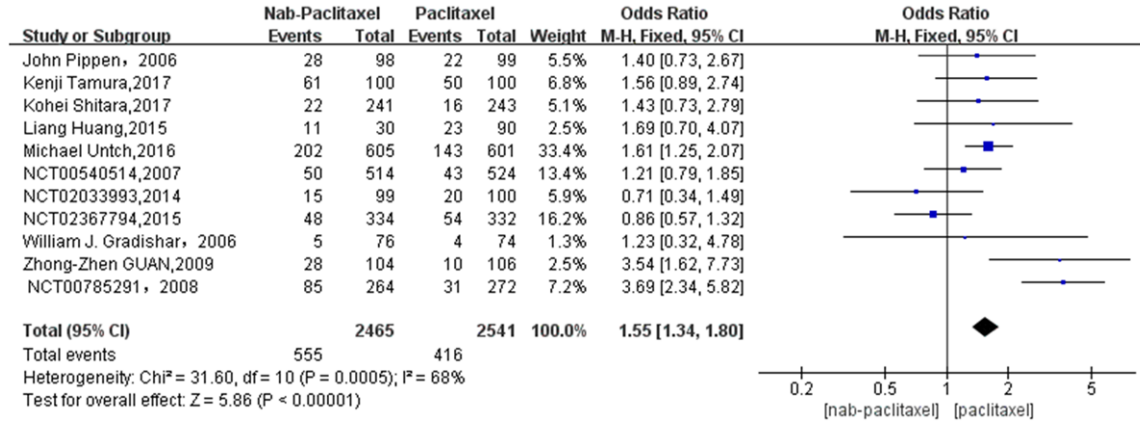 Nab-Paclitaxel Paclitaxel Odds Ratio Odds Ratio
Study or Subgroup Events Total Events Total Weight M-H, Fixed, 95% CI M-H, Fixed, 95% CI
John Pippen，2006 28 98 22 99 5.5% 1.40 [0.73, 2.67]
Kenji Tamura,2017 61 100 50 100 6.8% 1.56 [0.89, 2.74]
Kohei Shitara,2017 22 241 16 243 5.1% 1.43 [0.73, 2.79]
Liang Huang,2015 11 30 23 90 2.5% 1.69 [0.70, 4.07]
Michael Untch,2016 202 605 143 601 33.4% 1.61 [1.25, 2.07]
NCT00540514,2007 50 514 43 524 13.4% 1.21 [0.79, 1.85]
NCT02033993,2014 15 99 20 100 5.9% 0.71 [0.34, 1.49]
NCT02367794,2015 48 334 54 332 16.2% 0.86 [0.57, 1.32]
William J. Gradishar，2006 5 76 4 74 1.3% 1.23 [0.32, 4.78]
Zhong-Zhen GUAN,2009 28 104 10 106 2.5% 3.54 [1.62, 7.73]
NCT00785291，2008 85 264 31 272 7.2% 3.69 [2.34, 5.82]
Total (95% CI) 2465 2541 100.0% 1.55 [1.34, 1.80]
Total events 555 416
Heterogeneity: Chi² = 31.60, df = 10 (P = 0.0005); I² = 68%
Test for overall effect: Z = 5.86 (P < 0.00001)
0.2 0.5 1 2 5
[nab-paclitaxel] [paclitaxel]